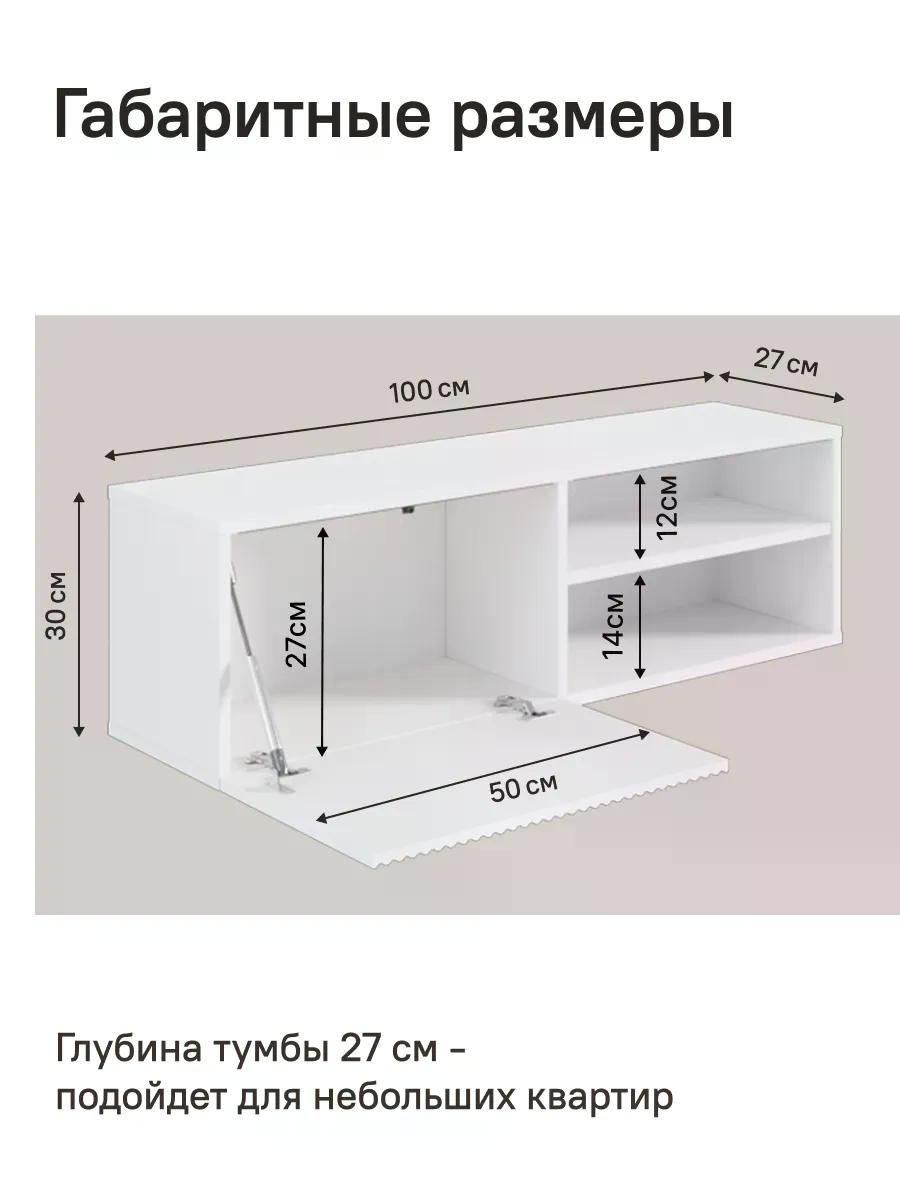 Габаритные размеры
100 см
27 см
30 см
27см
12см
14см
50 см
Глубина тумбы 27 см -
подойдет для небольших квартир